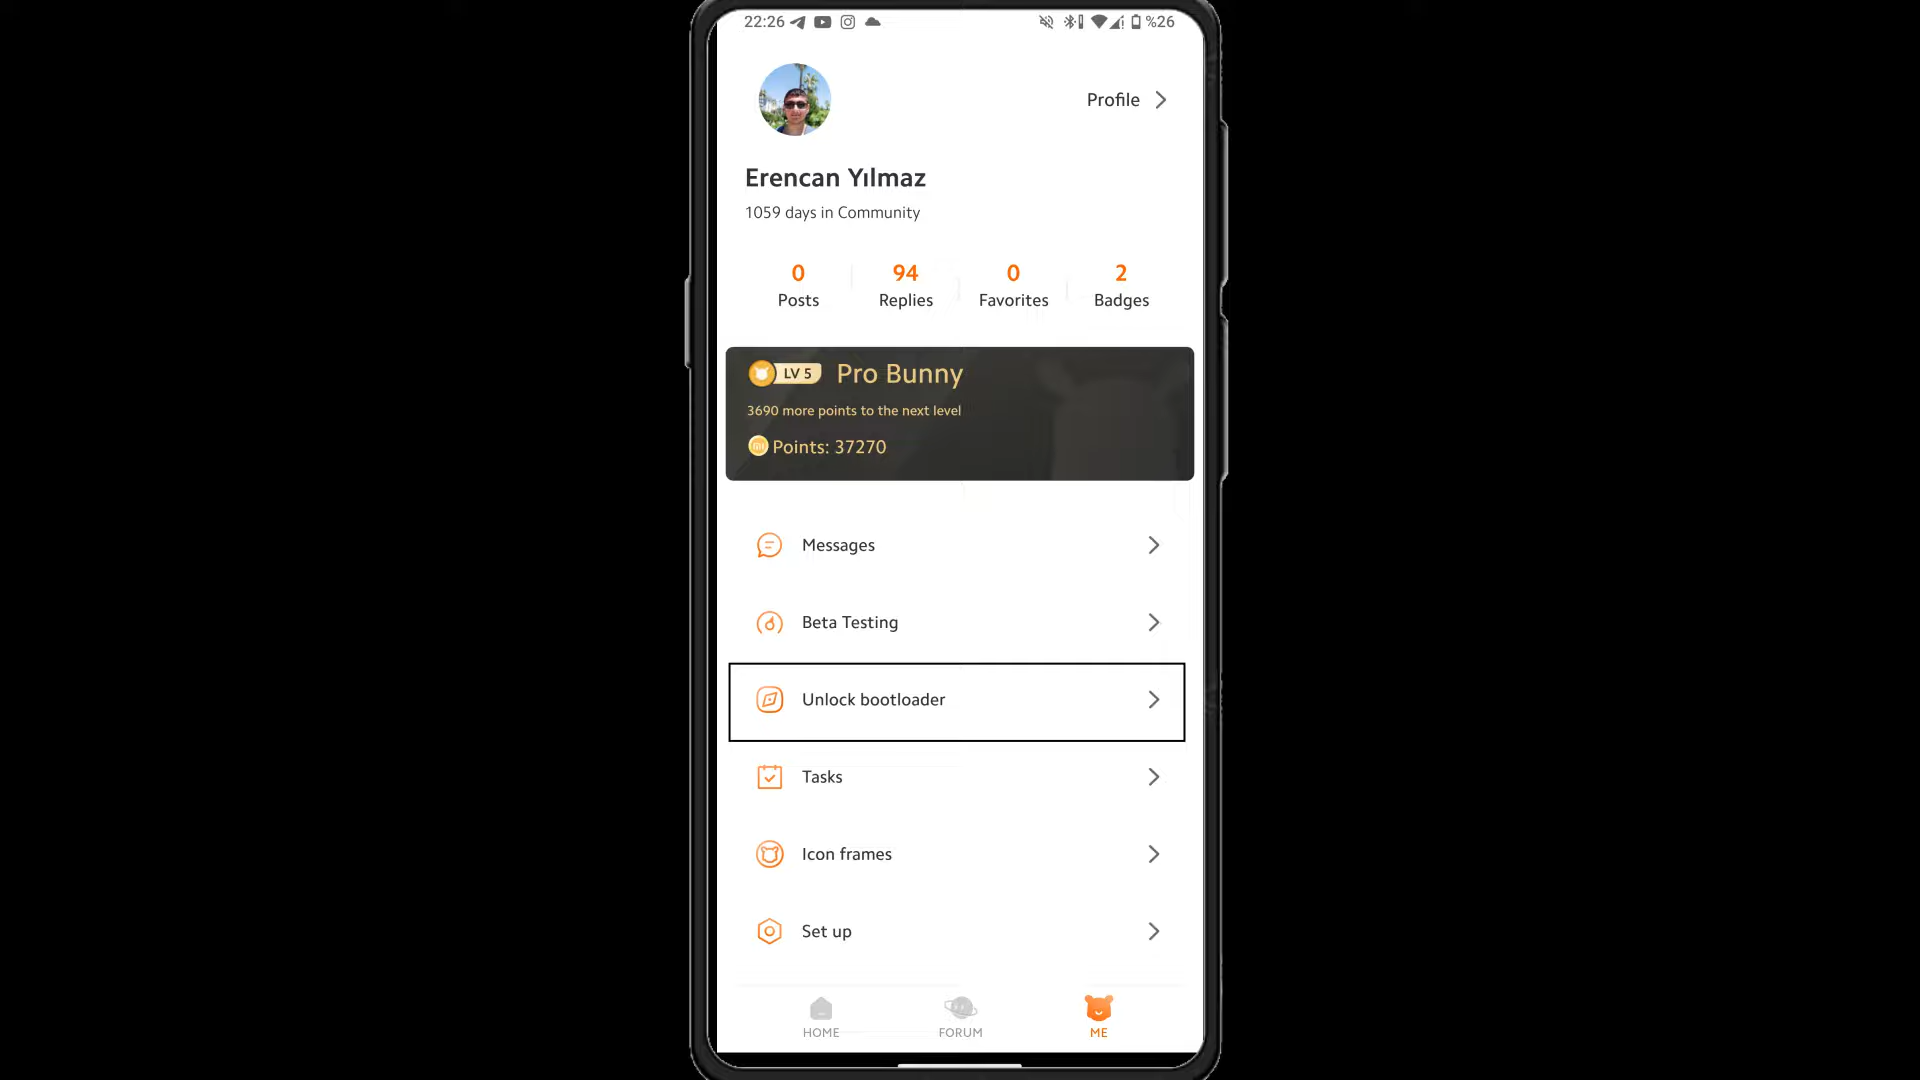 22:26 %26
Profile
Erencan Yılmaz
1059 days in Community
0 94 0 2
Posts Replies Favorites Badges
LV 5 Pro Bunny
3690 more points to the next level
Points: 37270
Messages
Beta Testing
Unlock bootloader
Tasks
Icon frames
Set up
HOME FORUM ME